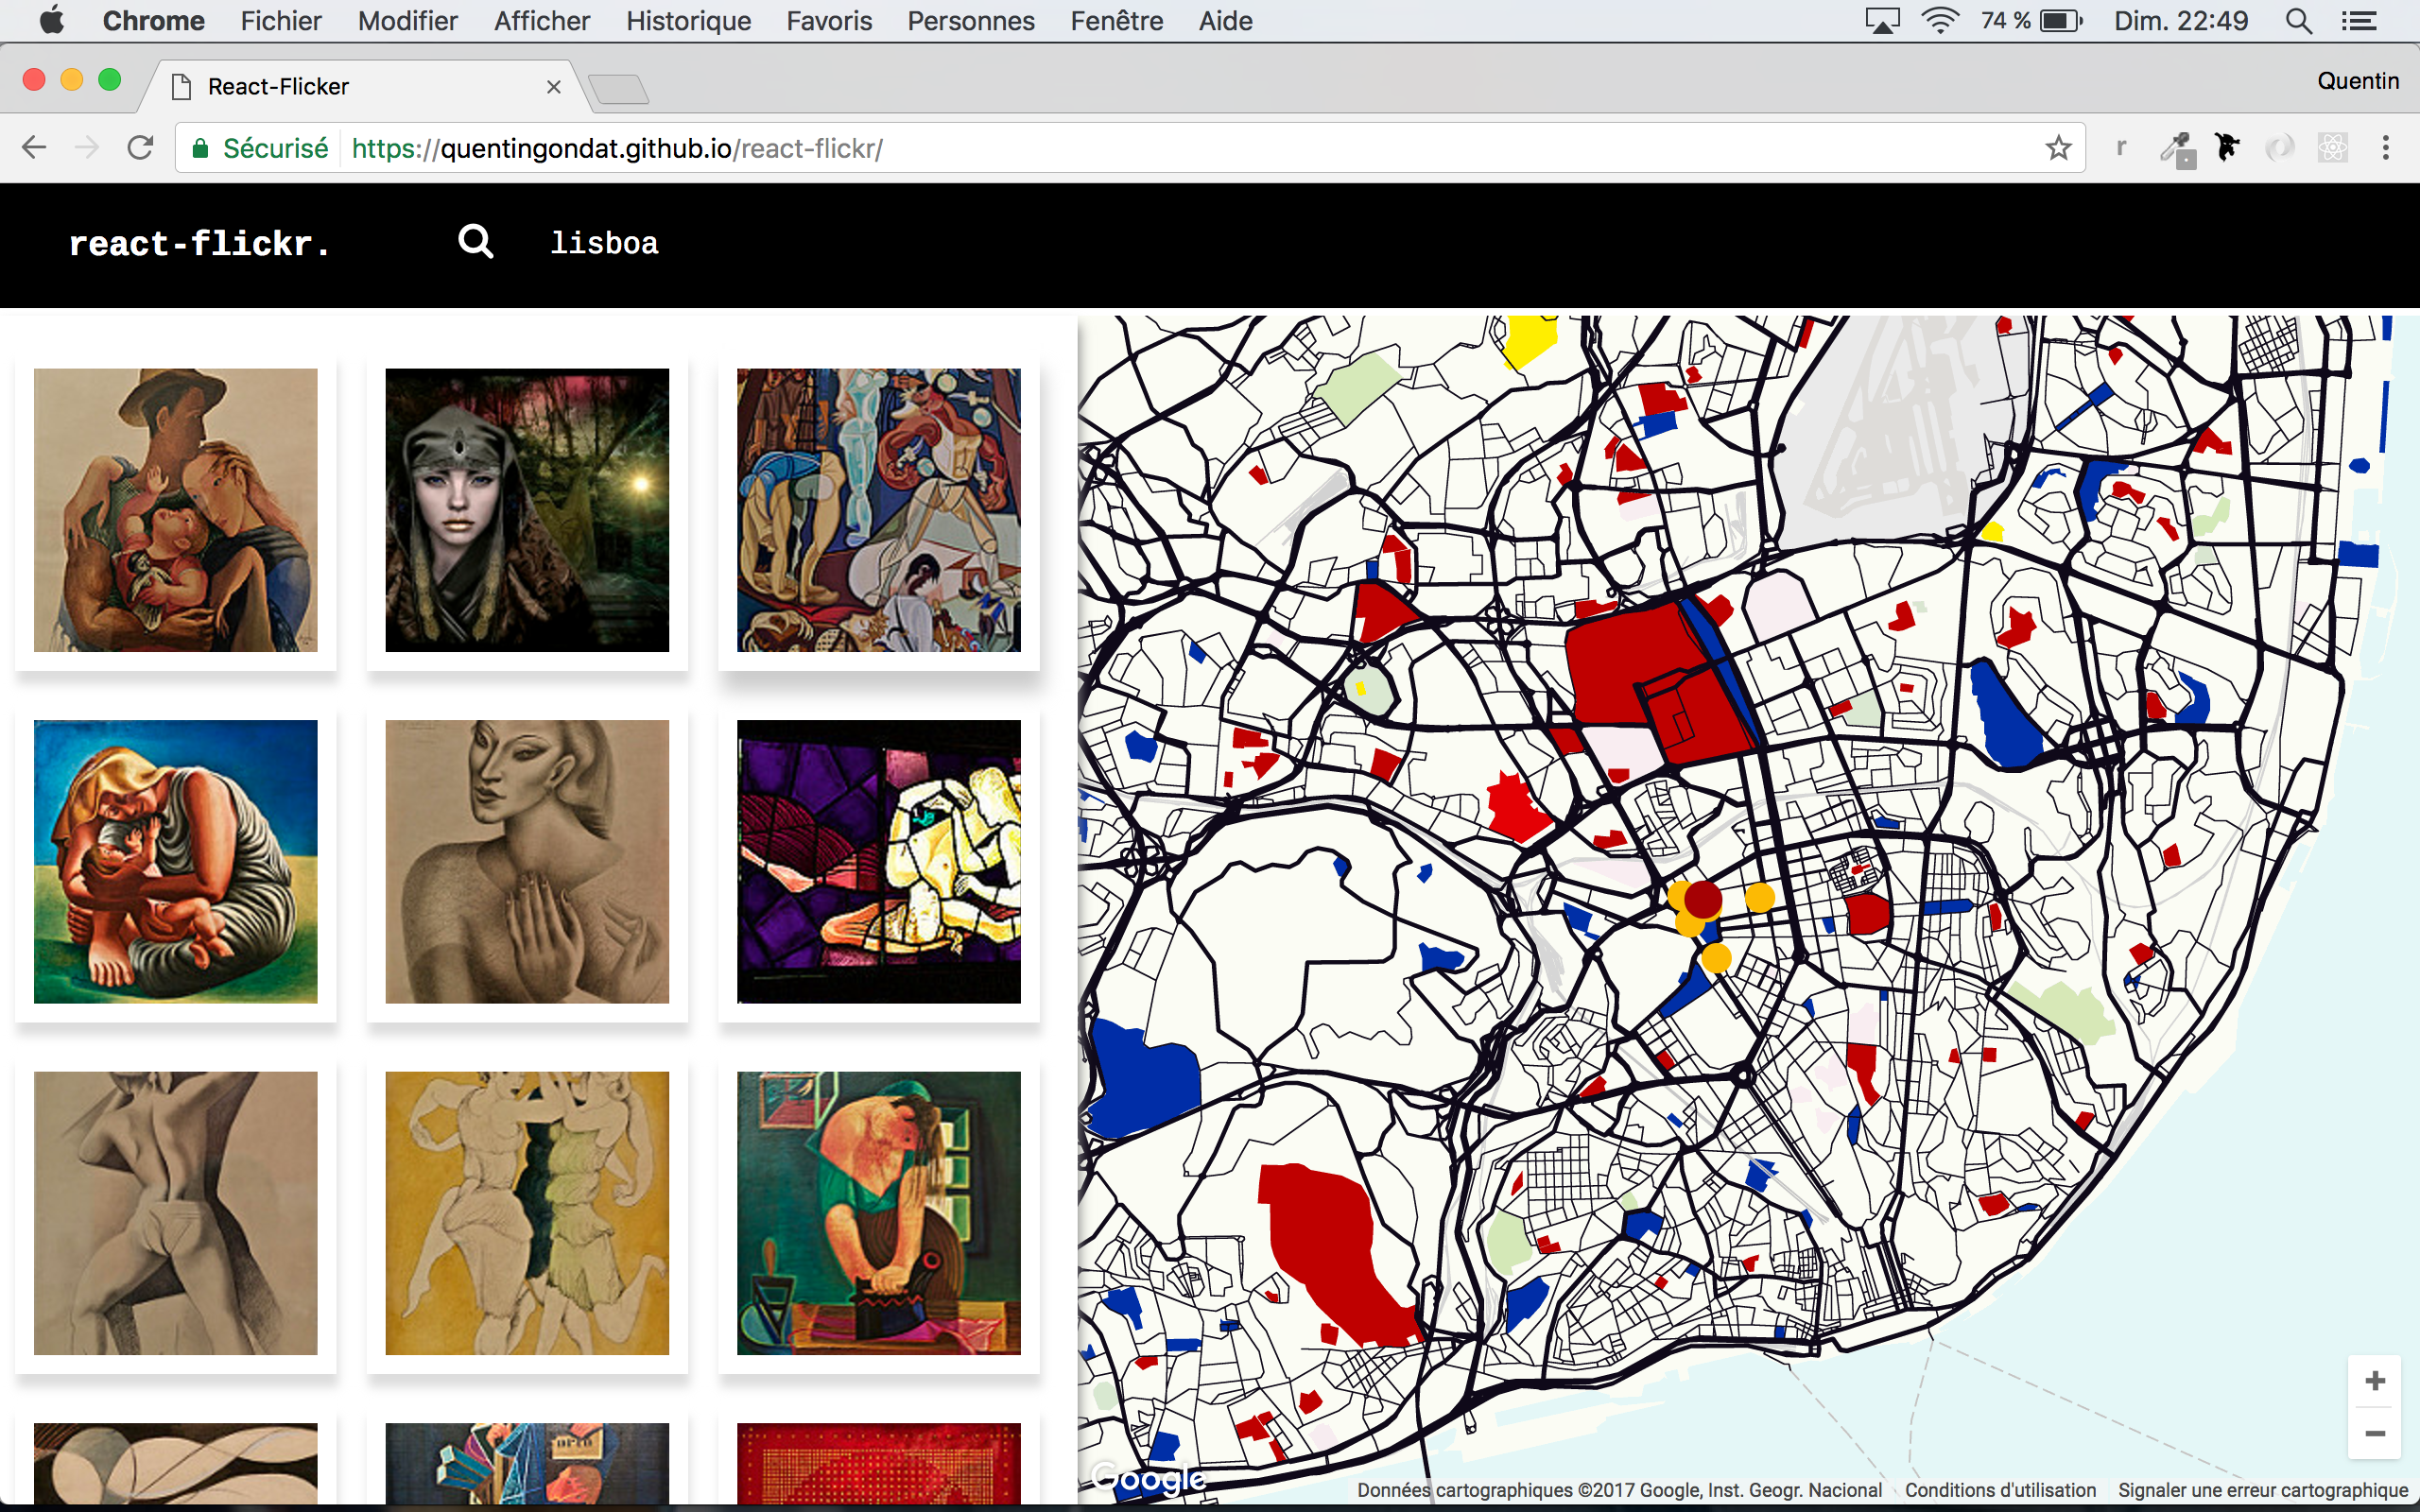 Chrome Fichier Modifier Afficher Historique Favoris Personnes Fenêtre Aide 74 % Dim. 22:49
React-Flicker Quentin
Sécurisé https://quentingondat.github.io/react-flickr/
react-flickr. lisboa
Google
Données cartographiques ©2017 Google, Inst. Geogr. Nacional Conditions d'utilisation Signaler une erreur cartographique